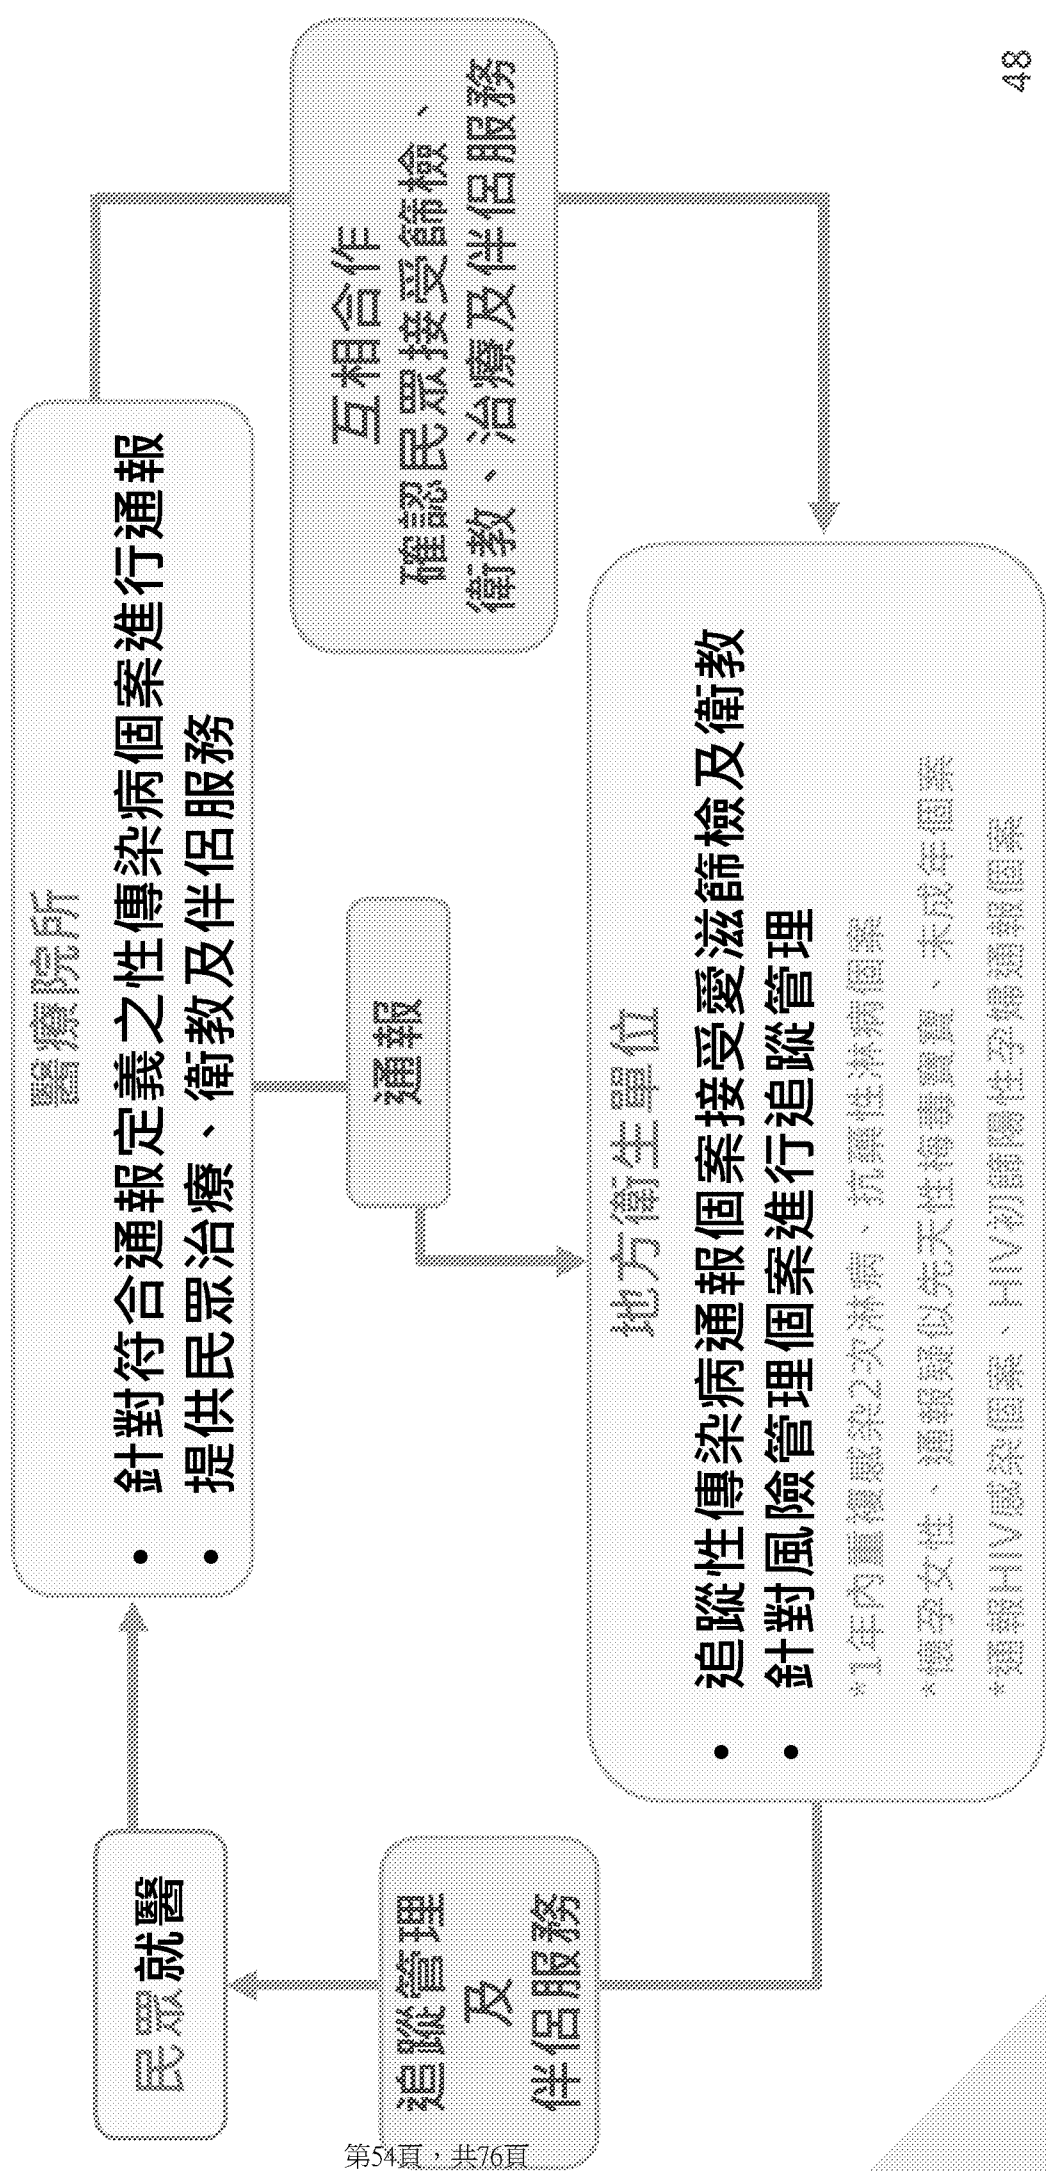 民眾就醫
醫療院所
• 針對符合通報定義之性傳染病個案進行通報
• 提供民眾治療、衛教及伴侶服務
互相合作
確認民眾接受篩檢、
衛教、治療及伴侶服務
通報
追蹤管理
及
伴侶服務
地方衛生單位
• 追蹤性傳染病通報個案接受愛滋篩檢及衛教
• 針對風險管理個案進行追蹤管理
*1年內重複感染2次淋病、抗藥性淋病個案
*懷孕女性、通報疑似先天性梅毒寶寶、未成年個案
*通報HIV感染個案、HIV初篩陽性孕婦通報個案
48
第54頁，共76頁